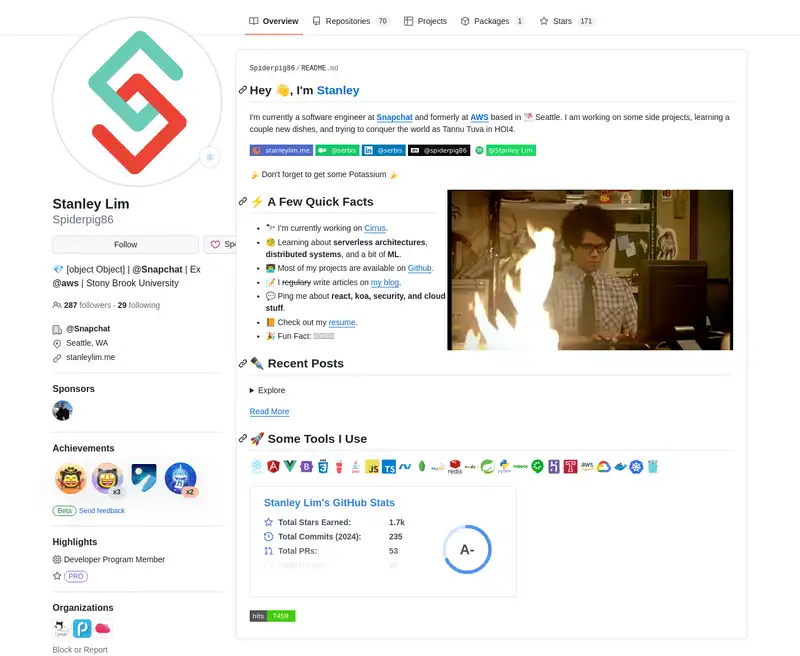 Overview
Repositories 70
Projects
Packages 1
Stars 171
Stanley Lim
Spiderpig86
Follow
💎 [object Object] | @Snapchat | Ex
@aws | Stony Brook University
287 followers · 29 following
@Snapchat
Seattle, WA
stanleylim.me
Sponsors
Achievements
x3
x2
Beta Send feedback
Highlights
Developer Program Member
PRO
Organizations
Block or Report
Spiderpig86/README.md
Hey 👋, I'm Stanley
I'm currently a software engineer at Snapchat and formerly at AWS based in Seattle. I am working on some side projects, learning a
couple new dishes, and trying to conquer the world as Tannu Tuva in HOI4.
stanleylim.me @serbis @serbis @spiderpig86 @Stanley Lim
🍌 Don't forget to get some Potassium 🍌
⚡ A Few Quick Facts
🔭 I'm currently working on Cirrus.
🧐 Learning about serverless architectures,
distributed systems, and a bit of ML.
👨‍💻 Most of my projects are available on Github.
📝 I regulary write articles on my blog.
💬 Ping me about react, koa, security, and cloud
stuff.
📙 Check out my resume.
🎉 Fun Fact:
✒️ Recent Posts
Explore
Read More
🚀 Some Tools I Use
JS TS
redis
aws
Stanley Lim's GitHub Stats
Total Stars Earned: 1.7k
Total Commits (2024): 235
Total PRs: 53
A-
hits 7459